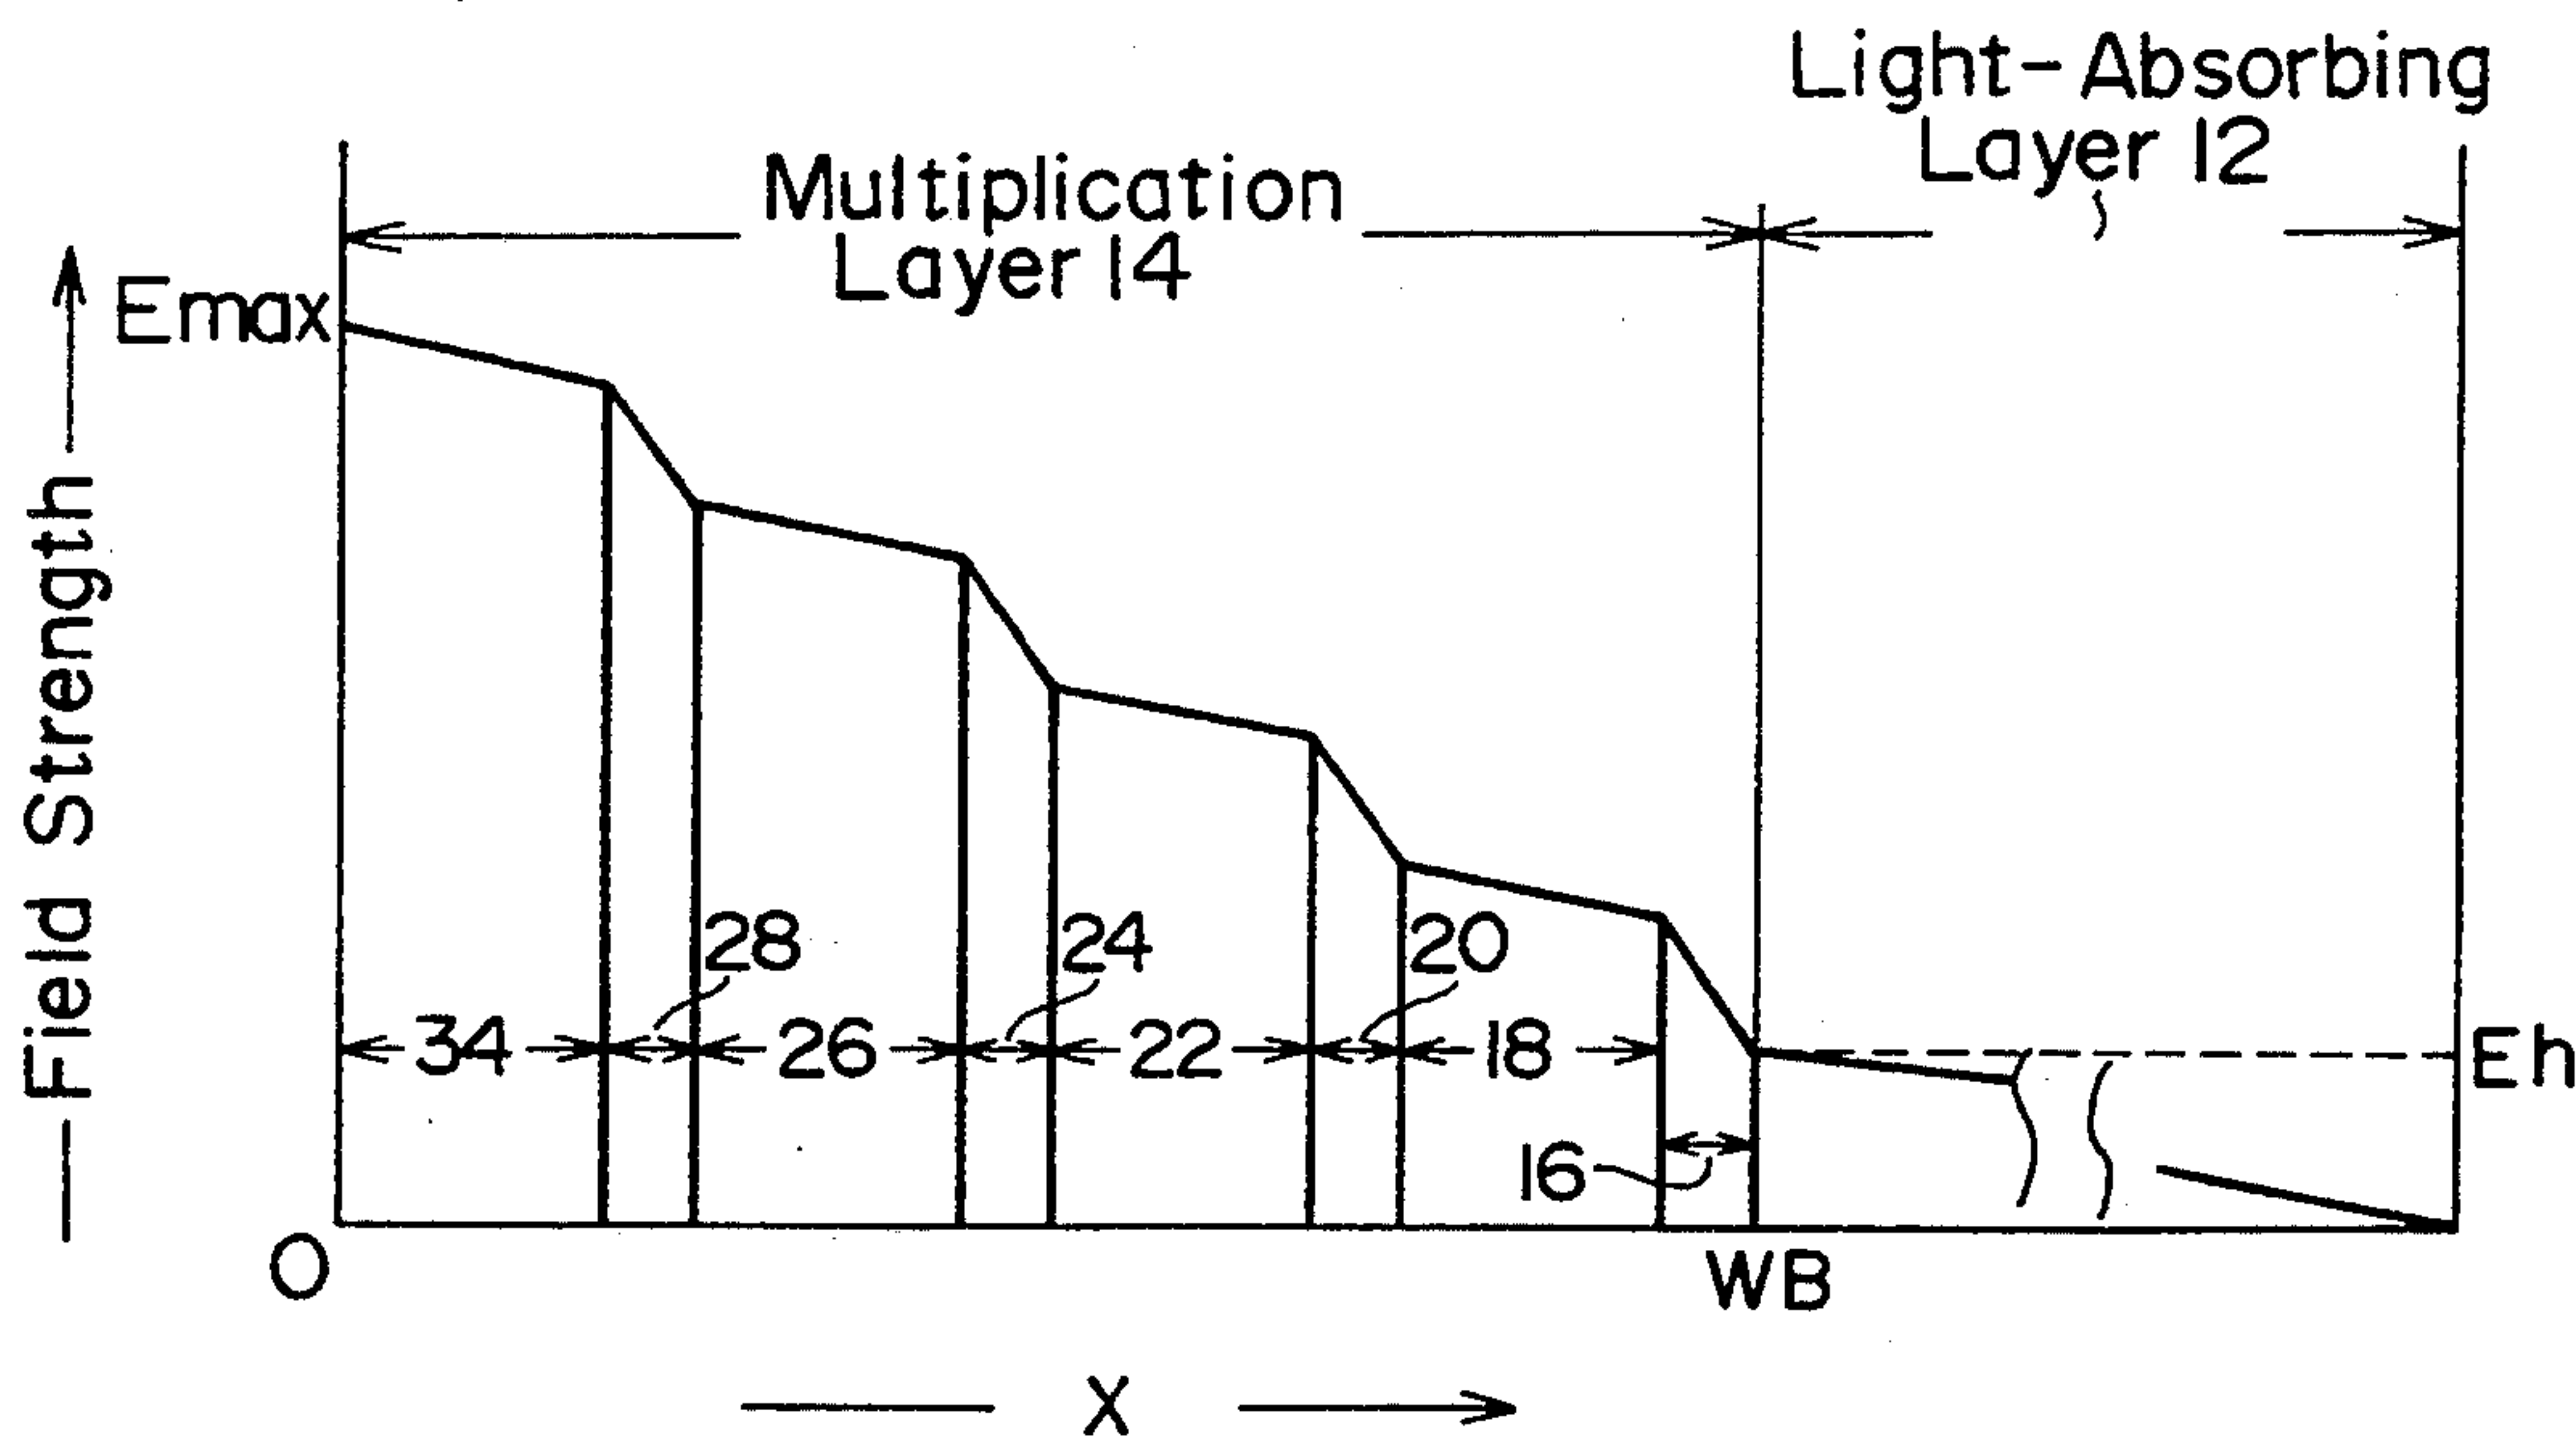 Light-Absorbing
Layer 12
Multiplication
Layer 14
Emax
Field Strength
28
24
20
34
26
22
18
Eh
16
O
WB
X